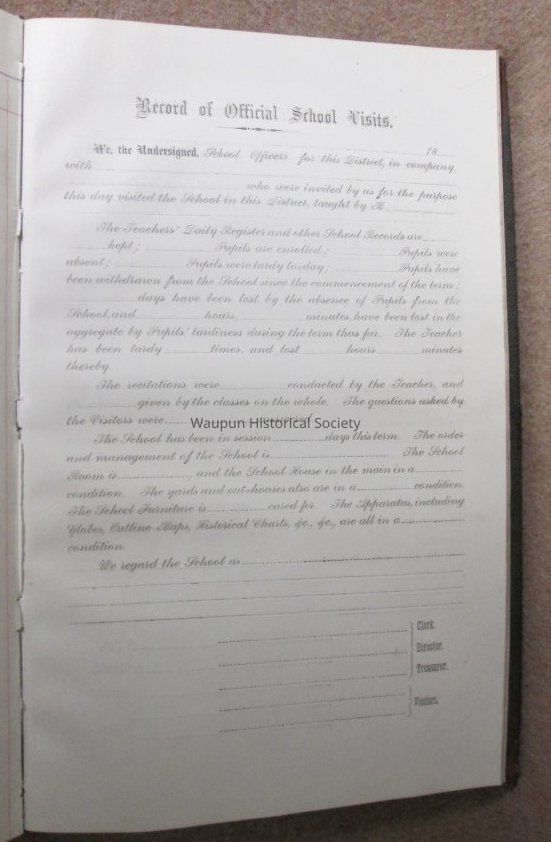 Record of Official School Visits.
18
We, the Undersigned, School Officers for this District, in company,
with
who were invited by us for the purpose
this day visited the School in this District, taught by M
The Teachers' Daily Register and other School Records are
kept; Pupils are enrolled; Pupils were
absent; Pupils were tardy to-day; Pupils have
been withdrawn from the School since the commencement of the term;
days have been lost by the absence of Pupils from the
School, and hours, minutes, have been lost in the
aggregate by Pupils' tardiness during the term thus far. The Teacher
has been tardy times, and lost hours minutes
thereby.
The recitations were conducted by the Teacher, and
given by the classes on the whole. The questions asked by
the Visitors were answered
Waupun Historical Society
The School has been in session days this term. The order
and management of the School is The School
Room is , and the School House in the main in a
condition. The yards and out-houses also are in a condition.
The School Furniture is cared for. The Apparatus, including
Globes, Outline Maps, Historical Charts, &c., &c., are all in a
condition.
We regard the School as
Clerk.
Director.
Treasurer.
Visitors.